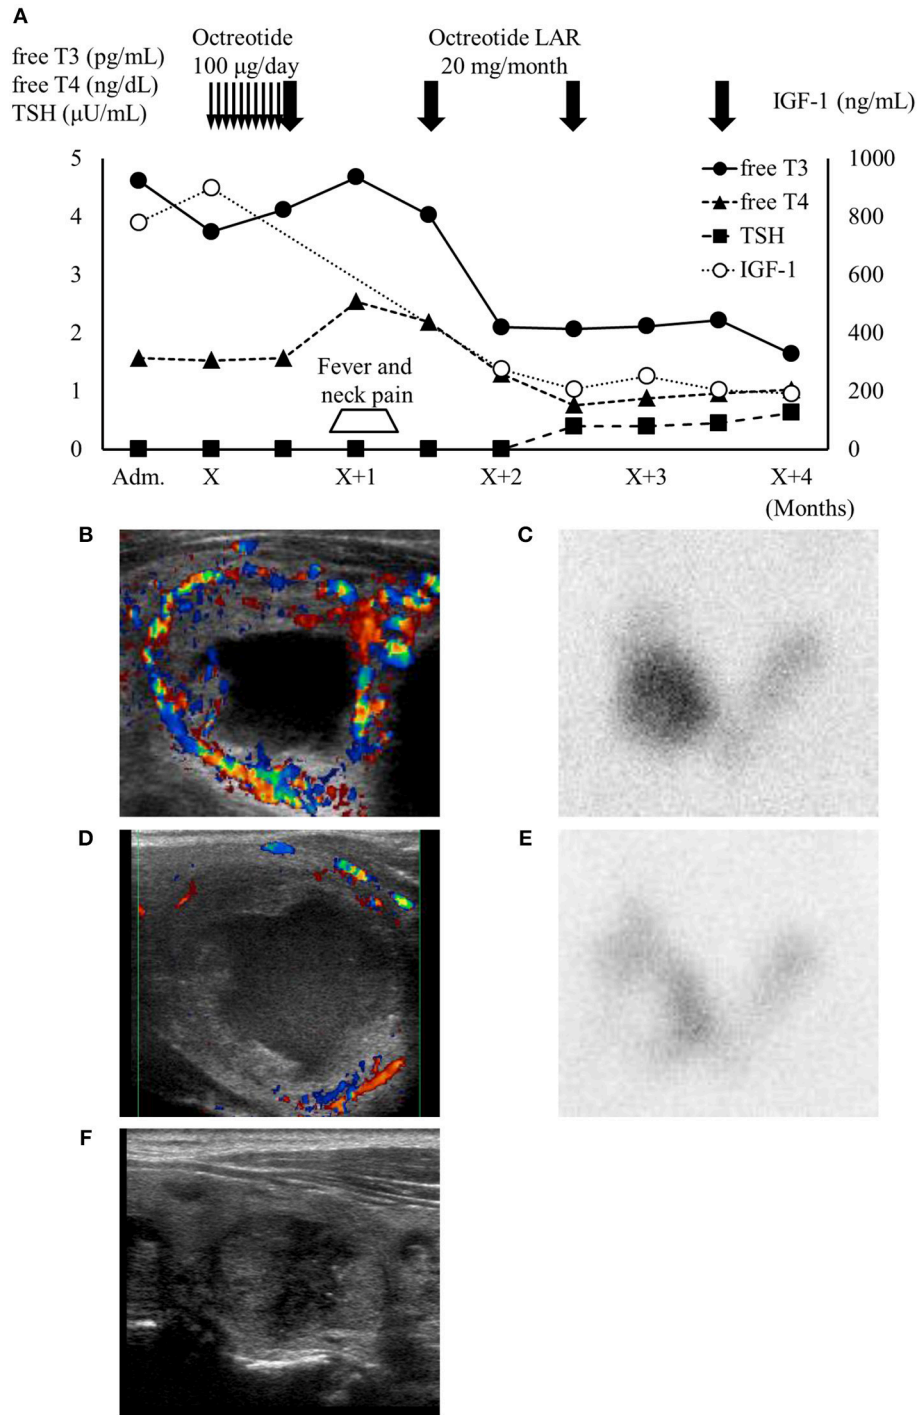 A
free T3 (pg/mL)
free T4 (ng/dL)
TSH (μU/mL)
Octreotide
100 μg/day
Octreotide LAR
20 mg/month
IGF-1 (ng/mL)
5
4
3
2
1
0
1000
800
600
400
200
0
free T3
free T4
TSH
IGF-1
Fever and
neck pain
Adm.
X
X+1
X+2
X+3
X+4
(Months)
B
C
D
E
F